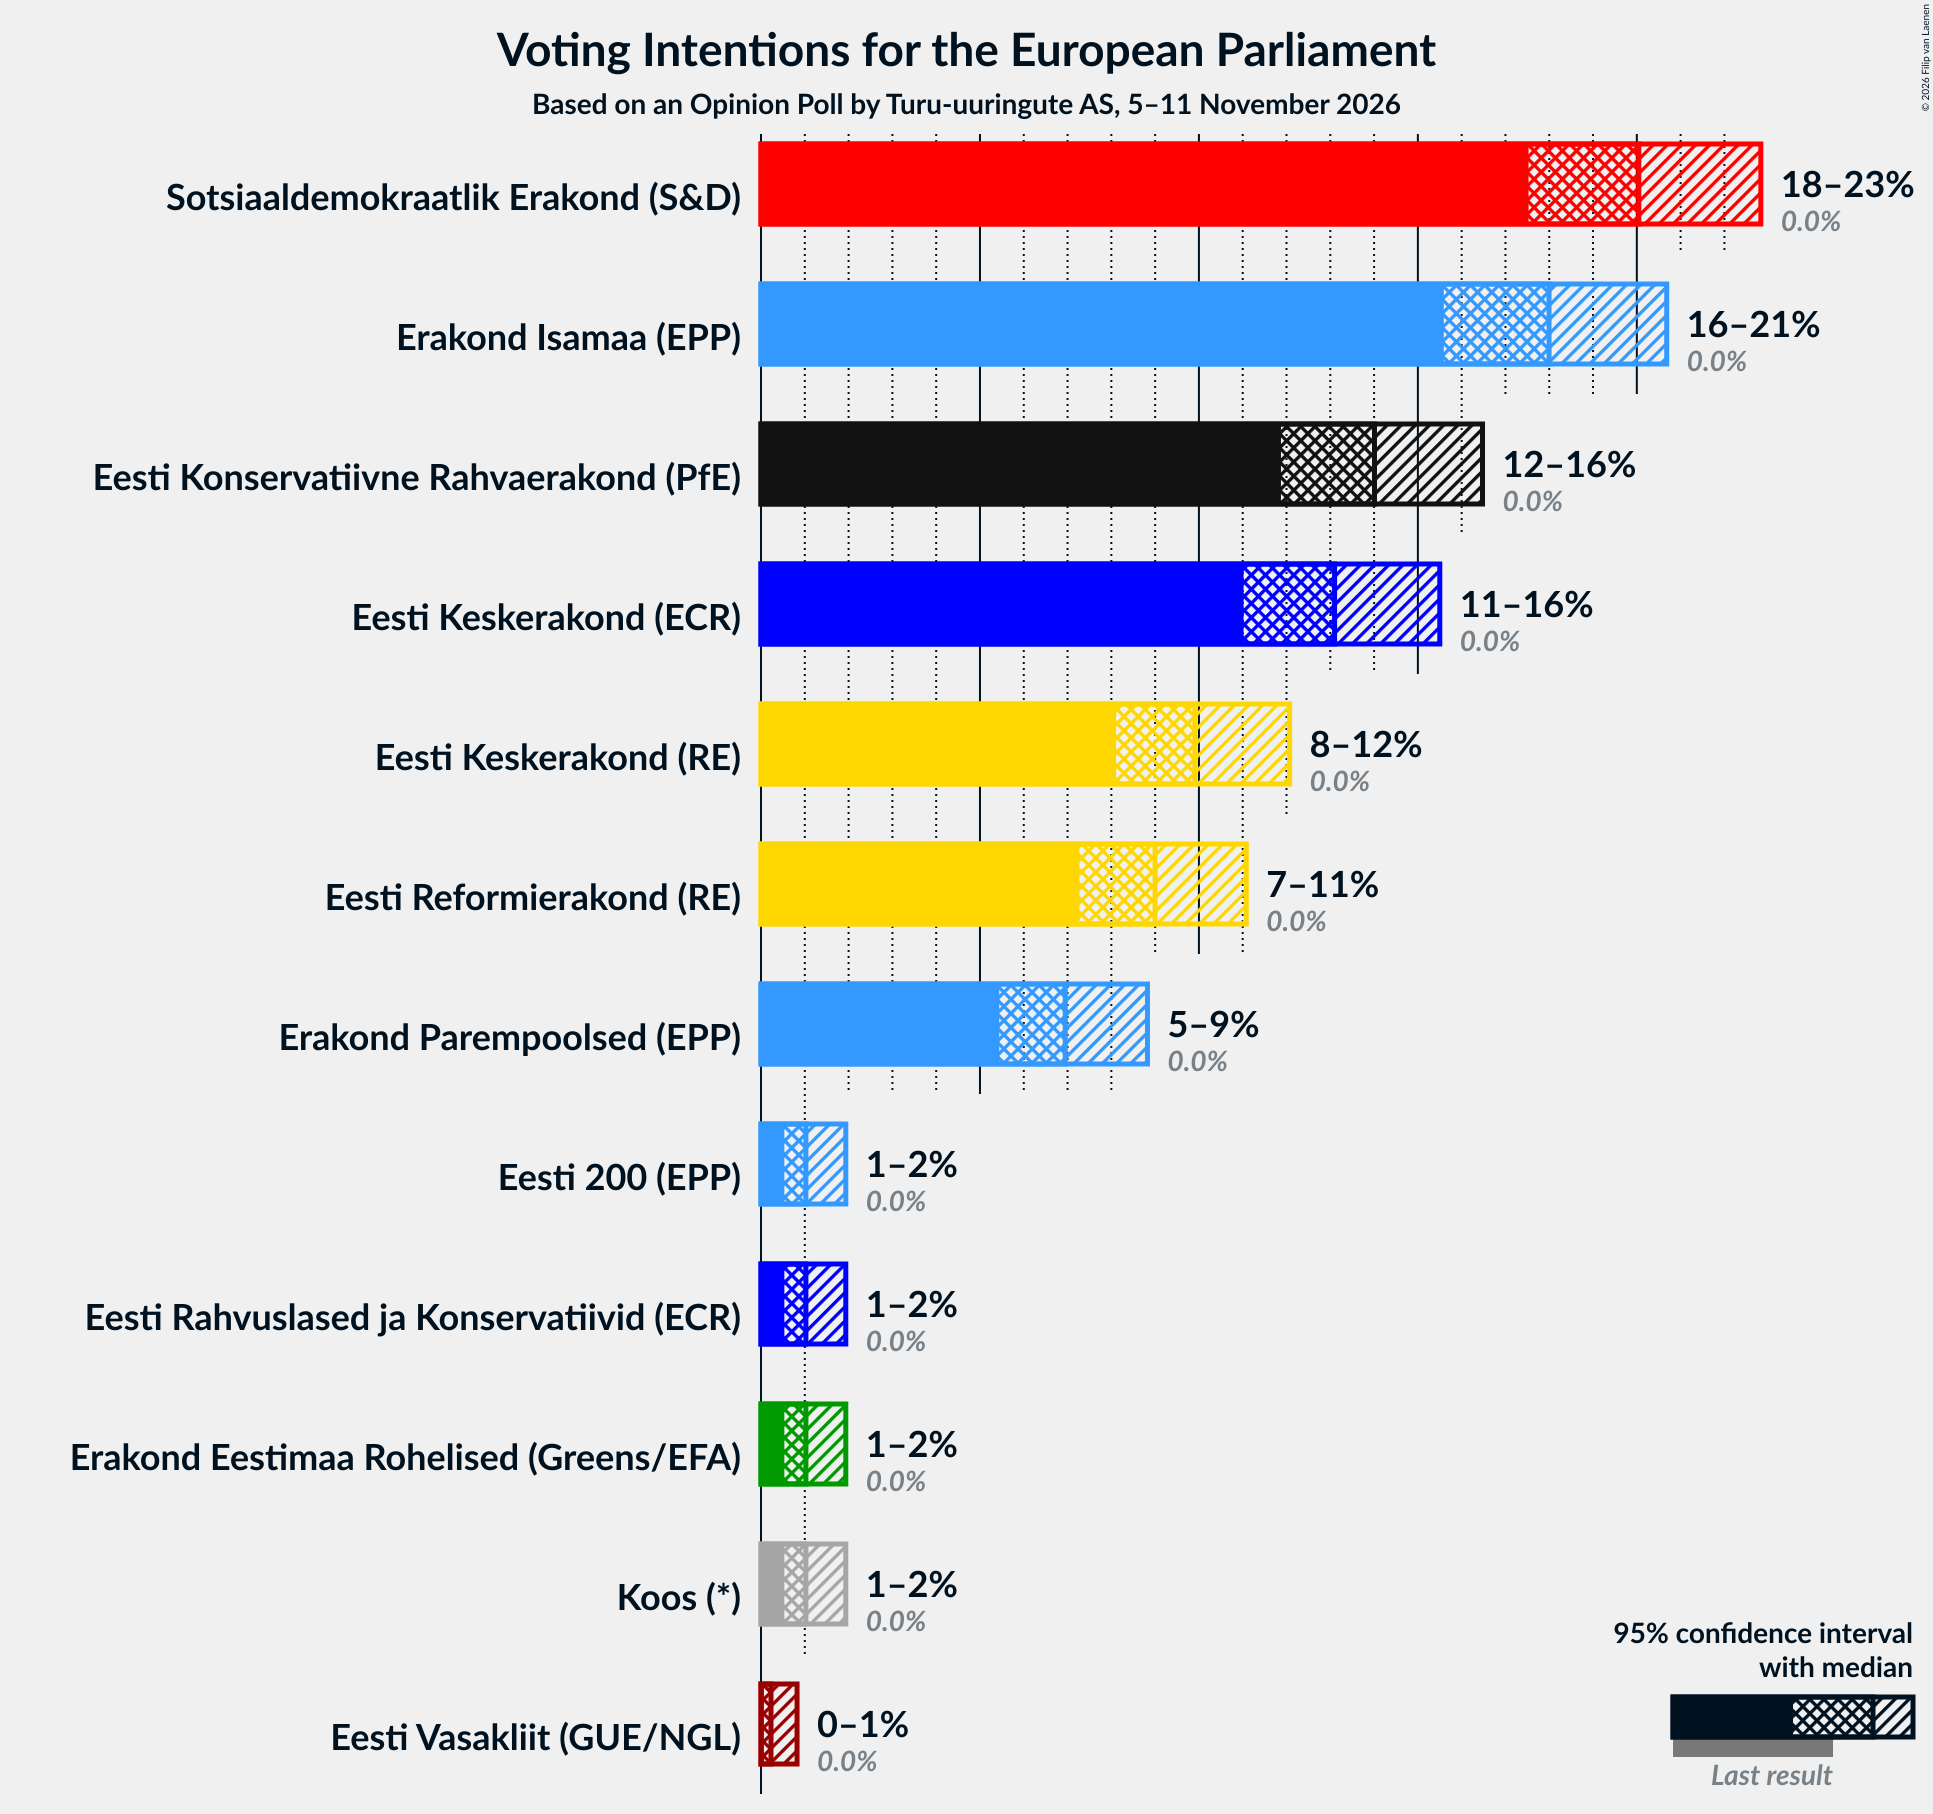 Voting Intentions for the European Parliament
Based on an Opinion Poll by Turu-uuringute AS, 5–11 November 2026
© 2026 Filip van Laenen
Sotsiaaldemokraatlik Erakond (S&D)
18–23%
0.0%
Erakond Isamaa (EPP)
16–21%
0.0%
Eesti Konservatiivne Rahvaerakond (PfE)
12–16%
0.0%
Eesti Keskerakond (ECR)
11–16%
0.0%
Eesti Keskerakond (RE)
8–12%
0.0%
Eesti Reformierakond (RE)
7–11%
0.0%
Erakond Parempoolsed (EPP)
5–9%
0.0%
Eesti 200 (EPP)
1–2%
0.0%
Eesti Rahvuslased ja Konservatiivid (ECR)
1–2%
0.0%
Erakond Eestimaa Rohelised (Greens/EFA)
1–2%
0.0%
Koos (*)
1–2%
0.0%
Eesti Vasakliit (GUE/NGL)
0–1%
0.0%
95% confidence interval
with median
Last result